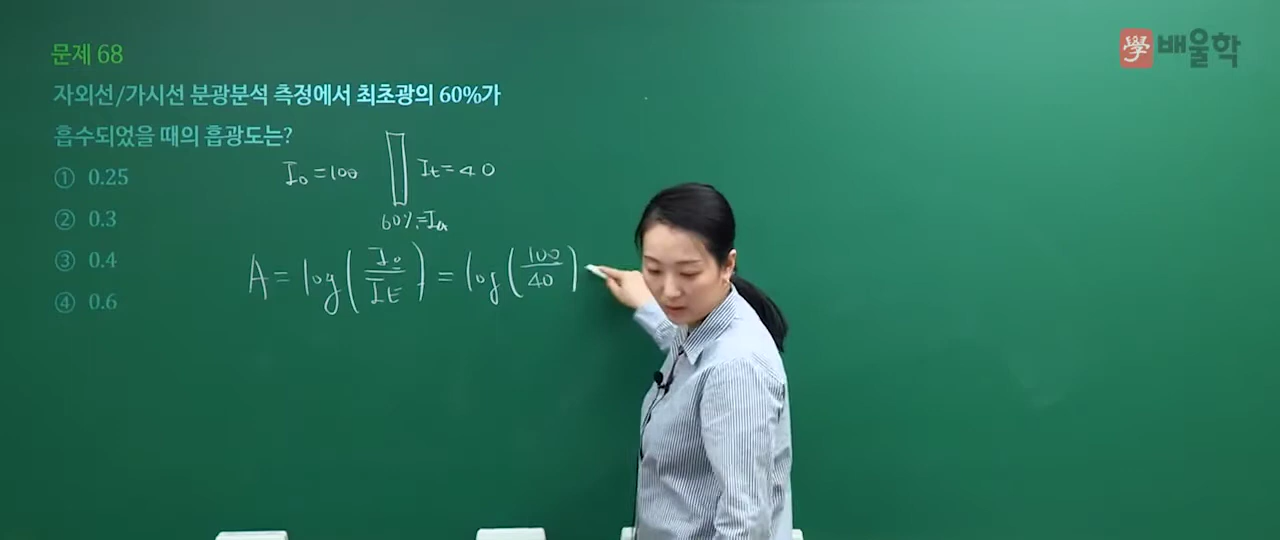 學 배울학
문제 68
자외선/가시선 분광분석 측정에서 최초광의 60%가
흡수되었을 때의 흡광도는?
① 0.25
② 0.3
③ 0.4
④ 0.6
I₀=100 It=40
60%=Ia
A=log(I₀/It)=log(100/40)